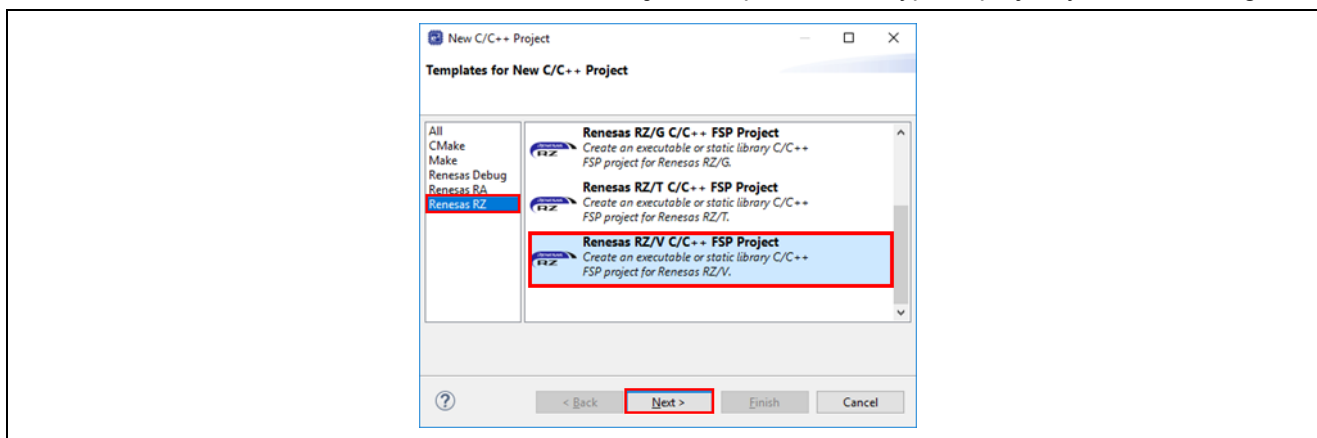 New C/C++ Project
Templates for New C/C++ Project
All
CMake
Make
Renesas Debug
Renesas RA
Renesas RZ
Renesas RZ/G C/C++ FSP Project
Create an executable or static library C/C++
FSP project for Renesas RZ/G.
Renesas RZ/T C/C++ FSP Project
Create an executable or static library C/C++
FSP project for Renesas RZ/T.
Renesas RZ/V C/C++ FSP Project
Create an executable or static library C/C++
FSP project for Renesas RZ/V.
RZ
RZ
RZ
?
< Back
Next >
Finish
Cancel